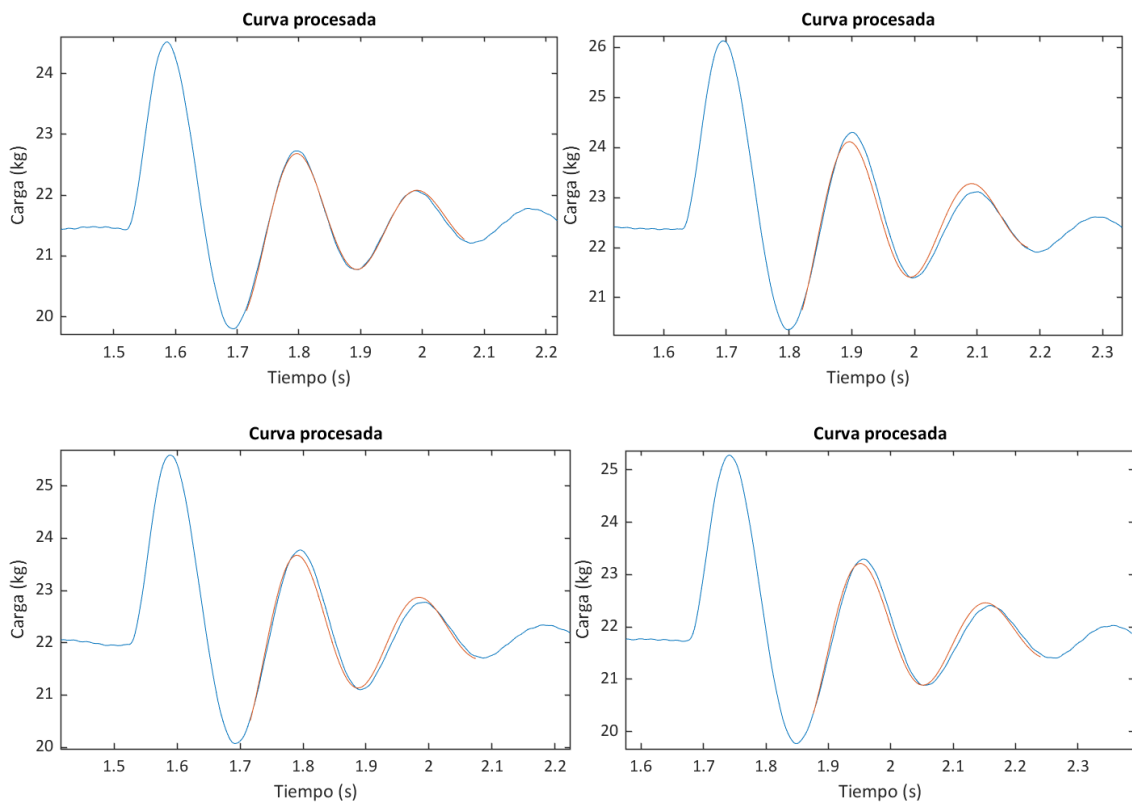 Curva procesada
Carga (kg)
24
23
22
21
20
1.5 1.6 1.7 1.8 1.9 2 2.1 2.2
Tiempo (s)
Curva procesada
Carga (kg)
26
25
24
23
22
21
1.6 1.7 1.8 1.9 2 2.1 2.2 2.3
Tiempo (s)
Curva procesada
Carga (kg)
25
24
23
22
21
20
1.5 1.6 1.7 1.8 1.9 2 2.1 2.2
Tiempo (s)
Curva procesada
Carga (kg)
25
24
23
22
21
20
1.6 1.7 1.8 1.9 2 2.1 2.2 2.3
Tiempo (s)